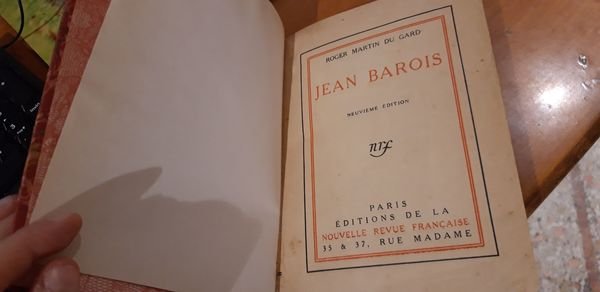 ROGER MARTIN DU GARD
JEAN BAROIS
NEUVIÈME ÉDITION
nrf
PARIS
ÉDITIONS DE LA
NOUVELLE REVUE FRANÇAISE
35 & 37, RUE MADAME